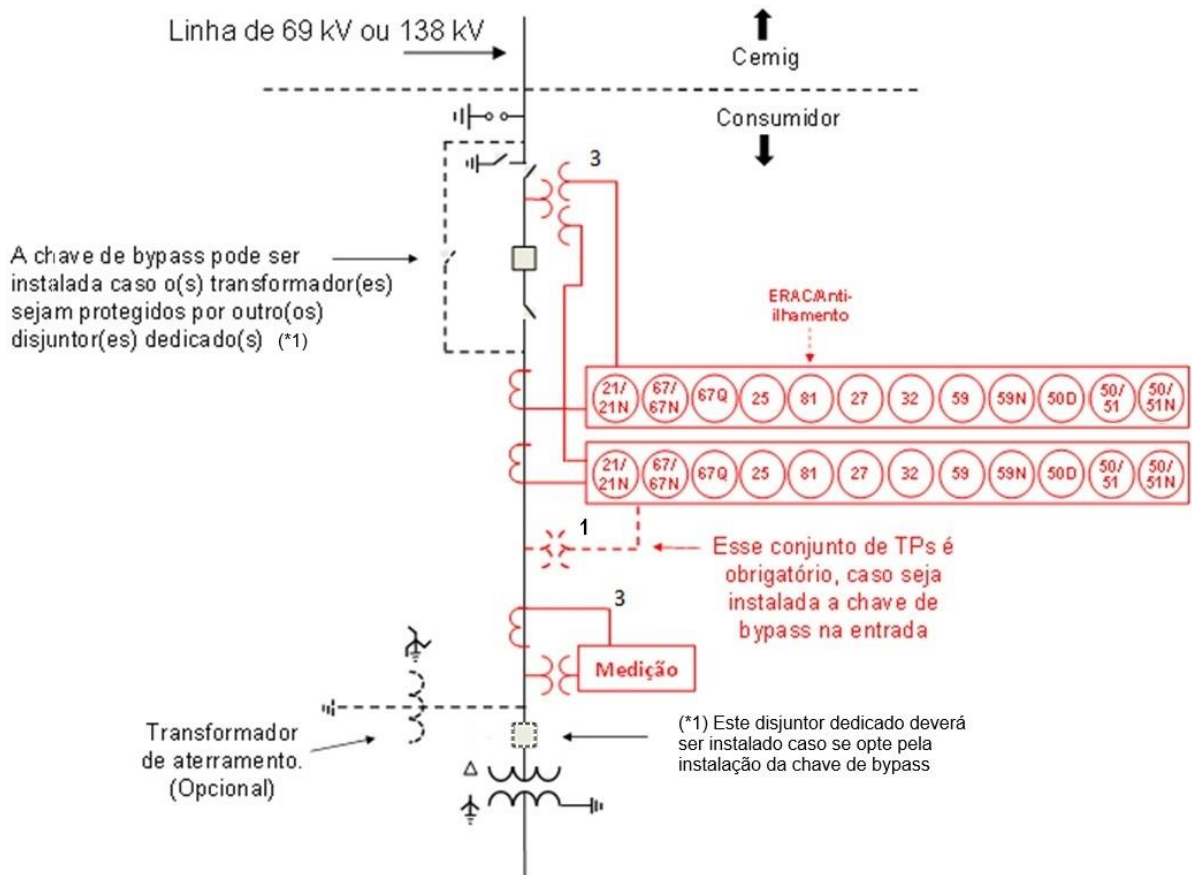 Linha de 69 kV ou 138 kV
Cemig
Consumidor
3
A chave de bypass pode ser
instalada caso o(s) transformador(es)
sejam protegidos por outro(os)
disjuntor(es) dedicado(s) (*1)
ERAC/Anti-
ilhamento
21/
21N
67/
67N
67Q
25
81
27
32
59
59N
50D
50/
51
50/
51N
21/
21N
67/
67N
67Q
25
81
27
32
59
59N
50D
50/
51
50/
51N
1
Esse conjunto de TPs é
obrigatório, caso seja
instalada a chave de
bypass na entrada
3
Medição
Transformador
de aterramento.
(Opcional)
(*1) Este disjuntor dedicado deverá
ser instalado caso se opte pela
instalação da chave de bypass
Δ